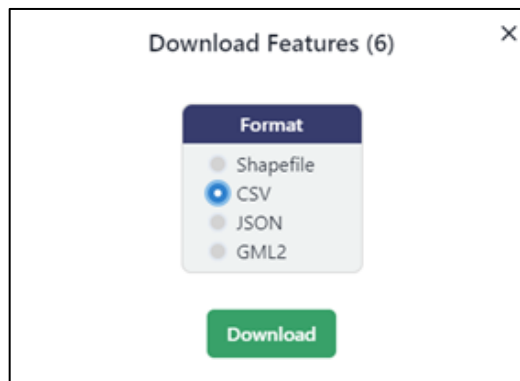 Download Features (6)
Format
Shapefile
CSV
JSON
GML2
Download